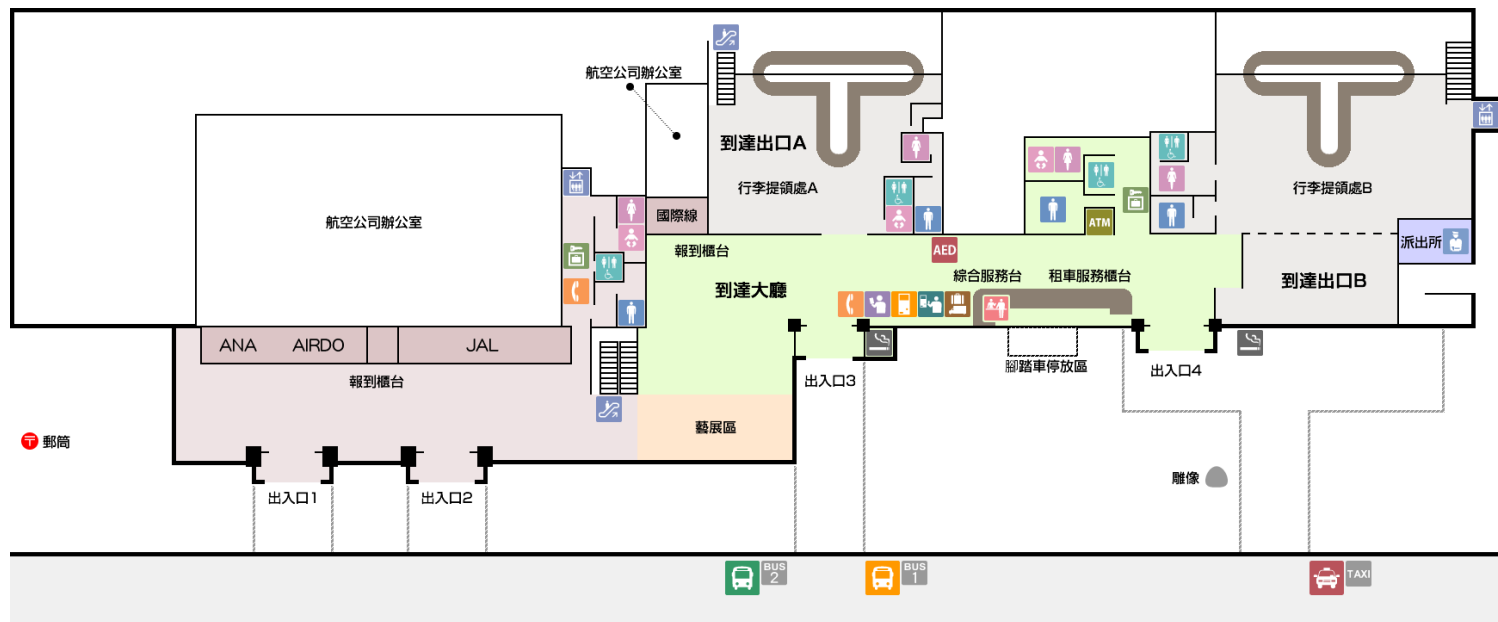 航空公司辦公室
到達出口A
行李提領處A
行李提領處B
航空公司辦公室
國際線
ATM
派出所
報到櫃台
AED
到達大廳
綜合服務台
租車服務櫃台
到達出口B
ANA
AIRDO
JAL
報到櫃台
出入口3
腳踏車停放區
出入口4
藝展區
〒
郵筒
雕像
出入口1
出入口2
BUS
2
BUS
1
TAXI